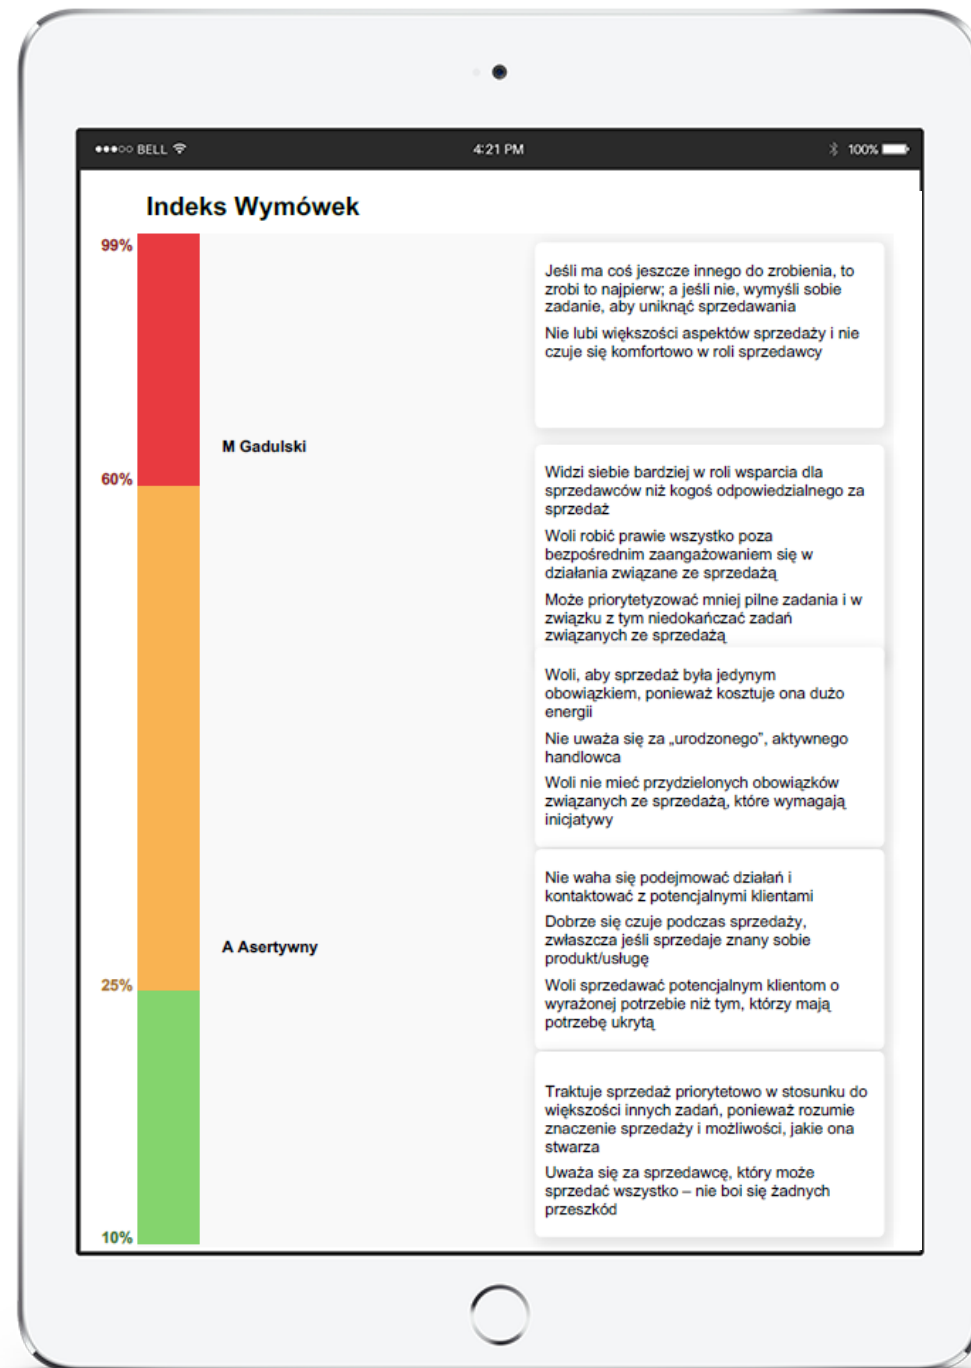 BELL 4:21 PM 100%
Indeks Wymówek
99%
Jeśli ma coś jeszcze innego do zrobienia, to
zrobi to najpierw; a jeśli nie, wymyśli sobie
zadanie, aby uniknąć sprzedawania
Nie lubi większości aspektów sprzedaży i nie
czuje się komfortowo w roli sprzedawcy
M Gadulski
60%
Widzi siebie bardziej w roli wsparcia dla
sprzedawców niż kogoś odpowiedzialnego za
sprzedaż
Woli robić prawie wszystko poza
bezpośrednim zaangażowaniem się w
działania związane ze sprzedażą
Może priorytetyzować mniej pilne zadania i w
związku z tym niedokańczać zadań
związanych ze sprzedażą
Woli, aby sprzedaż była jedynym
obowiązkiem, ponieważ kosztuje ona dużo
energii
Nie uważa się za „urodzonego”, aktywnego
handlowca
Woli nie mieć przydzielonych obowiązków
związanych ze sprzedażą, które wymagają
inicjatywy
Nie waha się podejmować działań i
kontaktować z potencjalnymi klientami
Dobrze się czuje podczas sprzedaży,
zwłaszcza jeśli sprzedaje znany sobie
produkt/usługę
A Asertywny
25%
Woli sprzedawać potencjalnym klientom o
wyrażonej potrzebie niż tym, którzy mają
potrzebę ukrytą
Traktuje sprzedaż priorytetowo w stosunku do
większości innych zadań, ponieważ rozumie
znaczenie sprzedaży i możliwości, jakie ona
stwarza
Uważa się za sprzedawcę, który może
sprzedać wszystko – nie boi się żadnych
przeszkód
10%